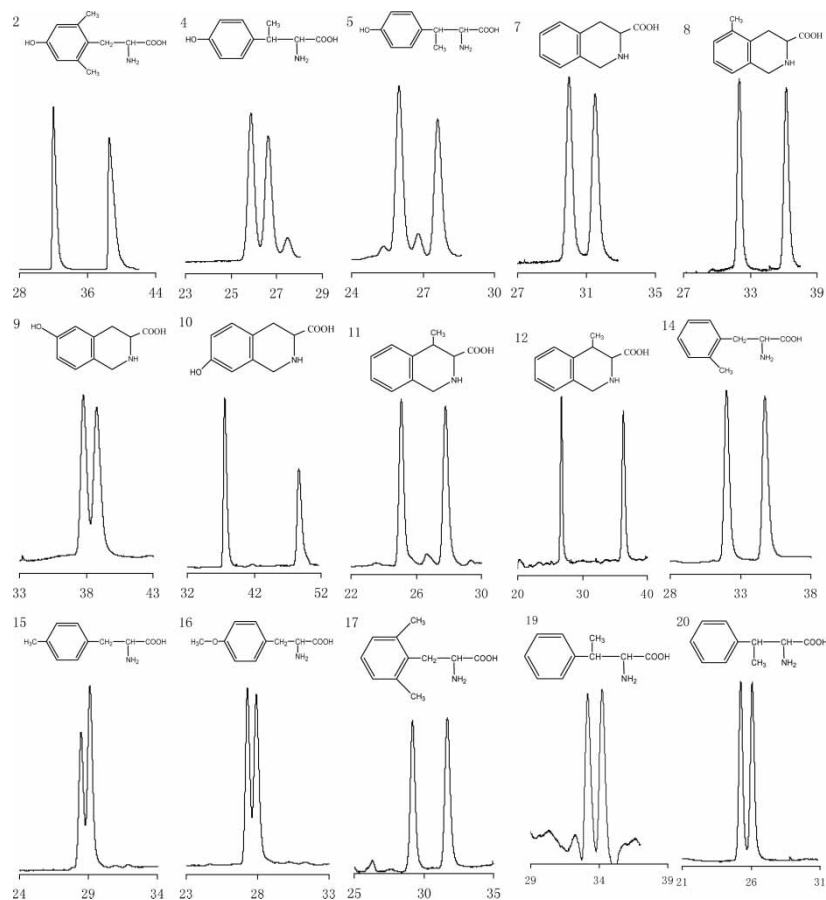 2
CH₃
HO
CH₂
CH
COOH
NH₂
CH₃
28 36 44
4
CH₃
CH
CH
COOH
HO
NH₂
23 25 27 29
5
HO
CH
CH
COOH
CH₃
NH₂
24 27 30
7
COOH
NH
27 31 35
8
CH₃
COOH
NH
27 33 39
9
HO
COOH
NH
33 38 43
10
COOH
NH
HO
32 42 52
11
CH₃
COOH
NH
22 26 30
12
CH₃
COOH
NH
20 30 40
14
CH₂
CH
COOH
NH₂
CH₃
28 33 38
15
H₃C
CH₂
CH
COOH
NH₂
24 29 34
16
H₃C
O
CH₂
CH
COOH
NH₂
23 28 33
17
CH₃
CH₂
CH
COOH
NH₂
CH₃
25 30 35
19
CH₃
CH
CH
COOH
NH₂
29 34 39
20
CH
CH
COOH
CH₃
NH₂
21 26 31